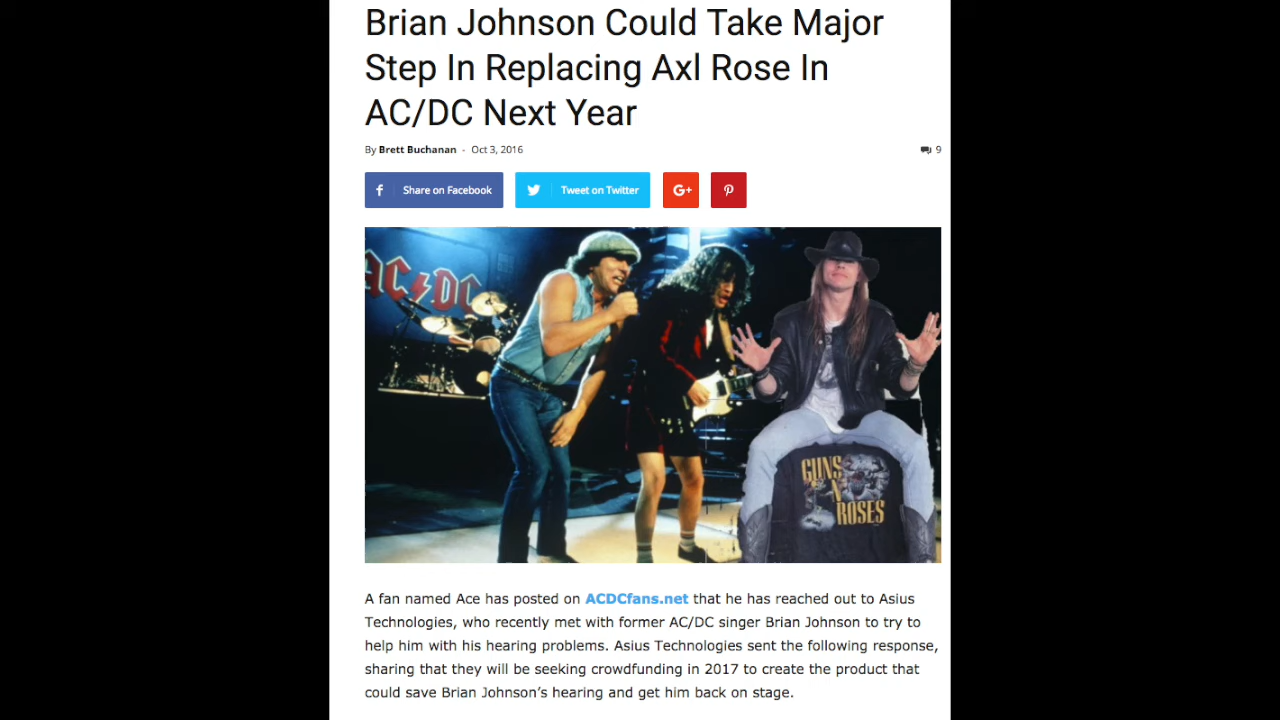 Brian Johnson Could Take Major
Step In Replacing Axl Rose In
AC/DC Next Year
By Brett Buchanan - Oct 3, 2016
9
Share on Facebook
Tweet on Twitter
G+
AC DC
GUNS
N
ROSES
A fan named Ace has posted on ACDCfans.net that he has reached out to Asius
Technologies, who recently met with former AC/DC singer Brian Johnson to try to
help him with his hearing problems. Asius Technologies sent the following response,
sharing that they will be seeking crowdfunding in 2017 to create the product that
could save Brian Johnson’s hearing and get him back on stage.